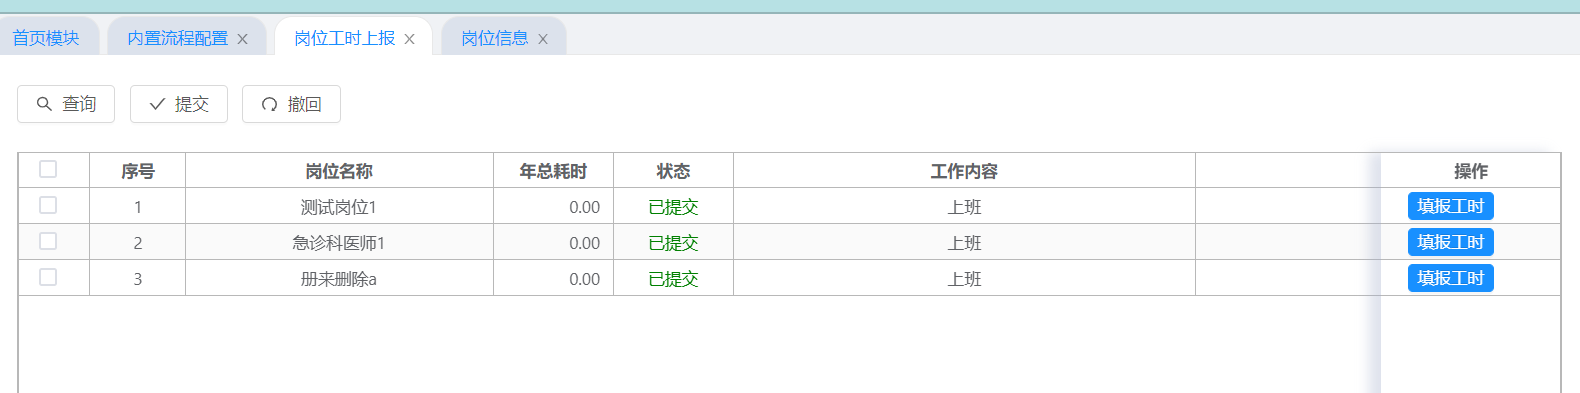 首页模块 内置流程配置 岗位工时上报 岗位信息
查询 提交 撤回
序号 岗位名称 年总耗时 状态 工作内容 操作
1 测试岗位1 0.00 已提交 上班 填报工时
2 急诊科医师1 0.00 已提交 上班 填报工时
3 册来删除a 0.00 已提交 上班 填报工时